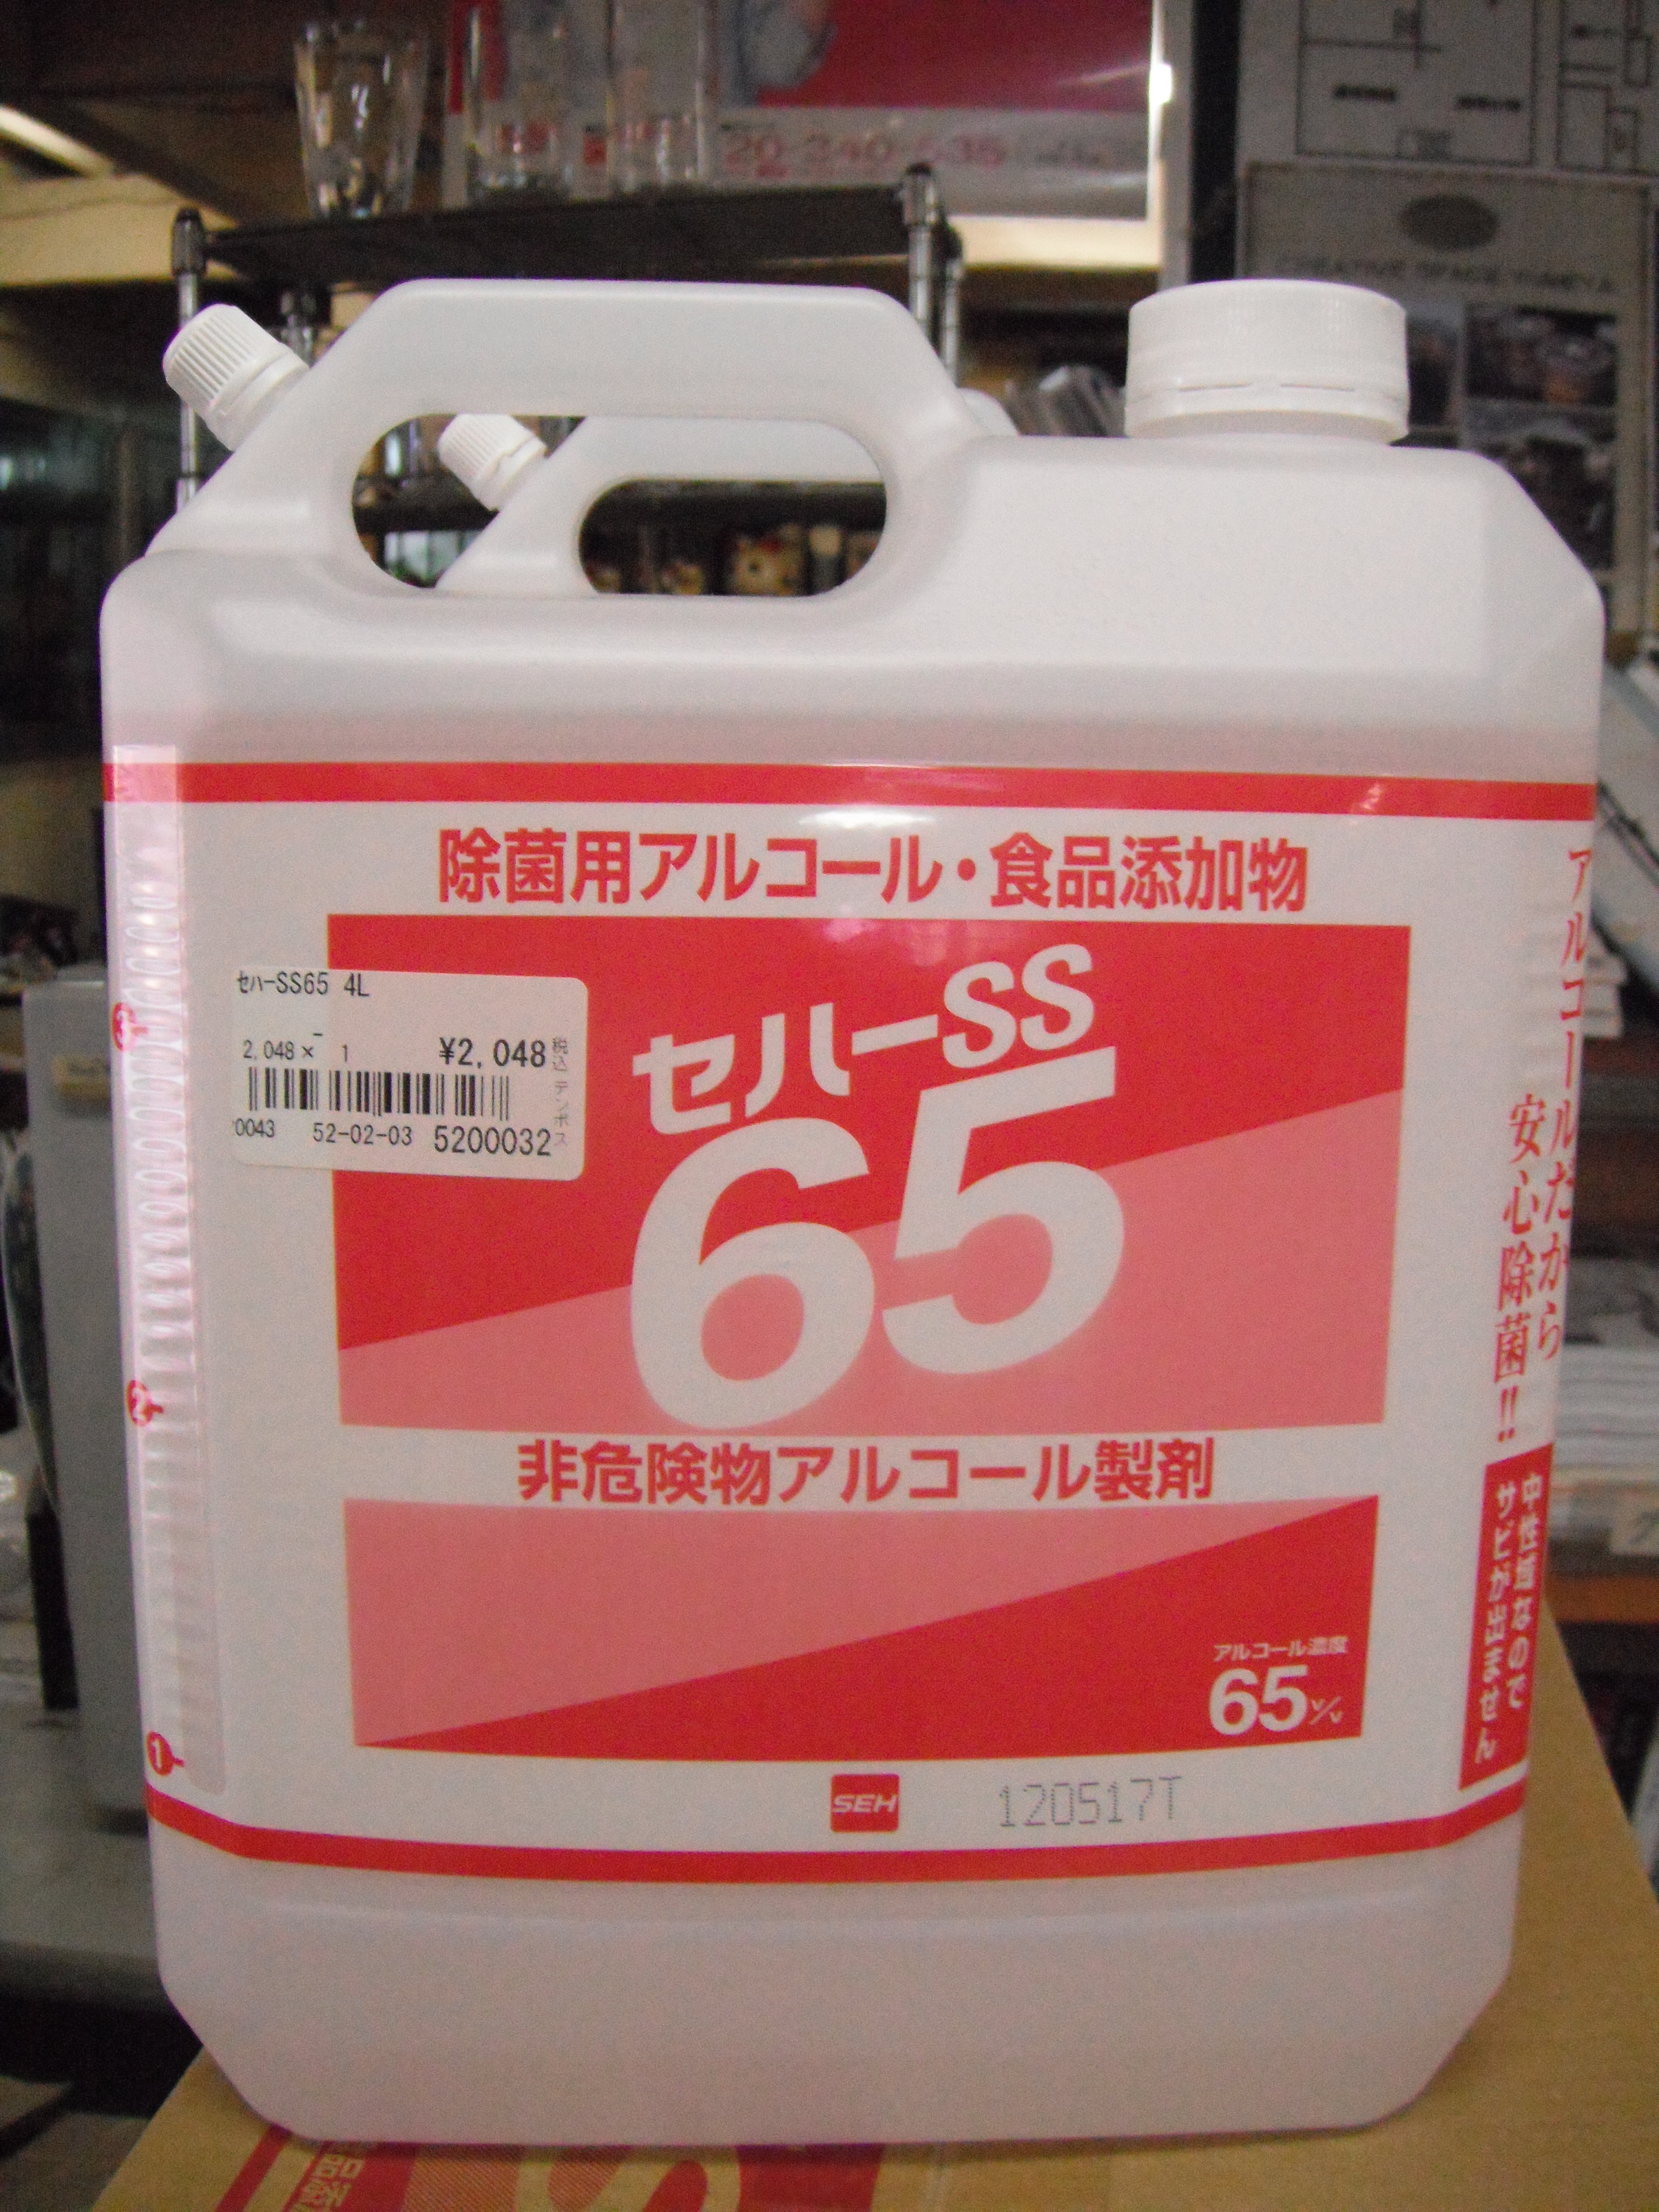 除菌用アルコール・食品添加物
セハーSS
65
セハーSS65 4L
2,048× 1 ¥2,048 税込
テンポス
0043 52-02-03 5200032
非危険物アルコール製剤
アルコール濃度
65v/v
SEH
120517T
アルコールだから
安心除菌!!
中性域なので
サビが出ません
3
2
1